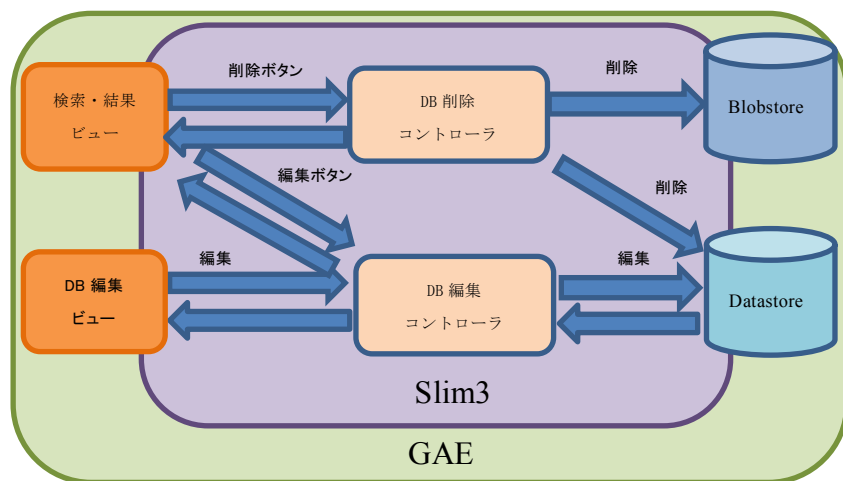 検索・結果
ビュー
削除ボタン
DB 削除
コントローラ
削除
Blobstore
編集ボタン
削除
DB 編集
ビュー
編集
DB 編集
コントローラ
編集
Datastore
Slim3
GAE